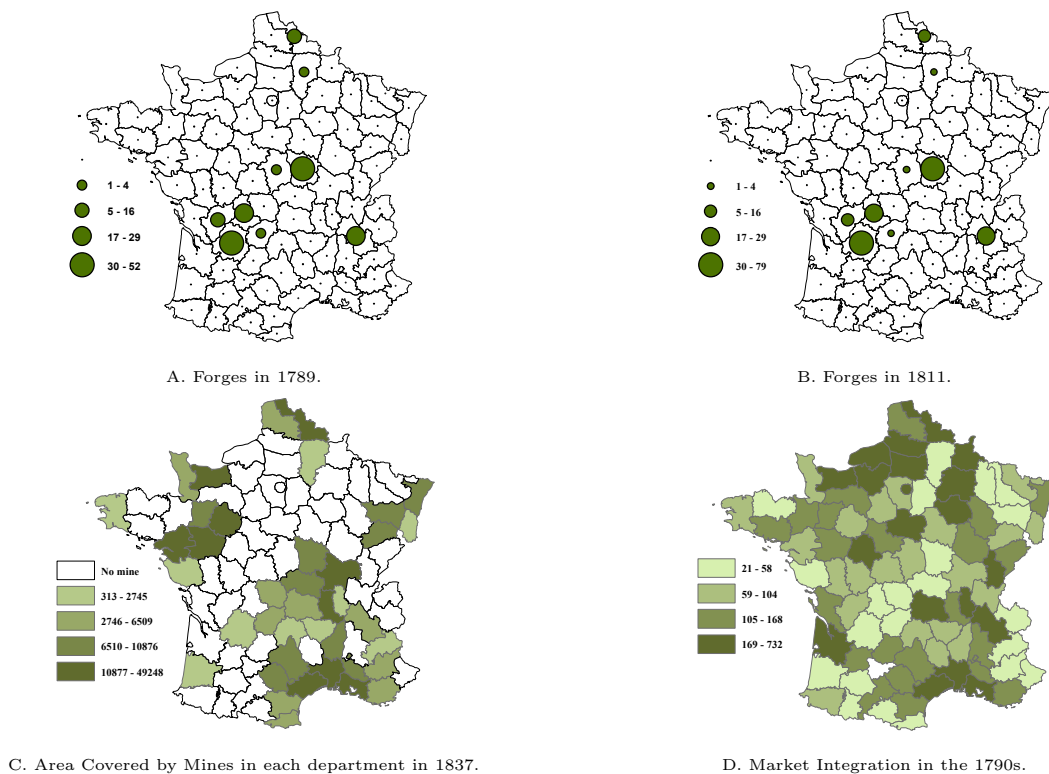 1 - 4
5 - 16
17 - 29
30 - 52
A. Forges in 1789.
1 - 4
5 - 16
17 - 29
30 - 79
B. Forges in 1811.
No mine
313 - 2745
2746 - 6509
6510 - 10876
10877 - 49248
C. Area Covered by Mines in each department in 1837.
21 - 58
59 - 104
105 - 168
169 - 732
D. Market Integration in the 1790s.